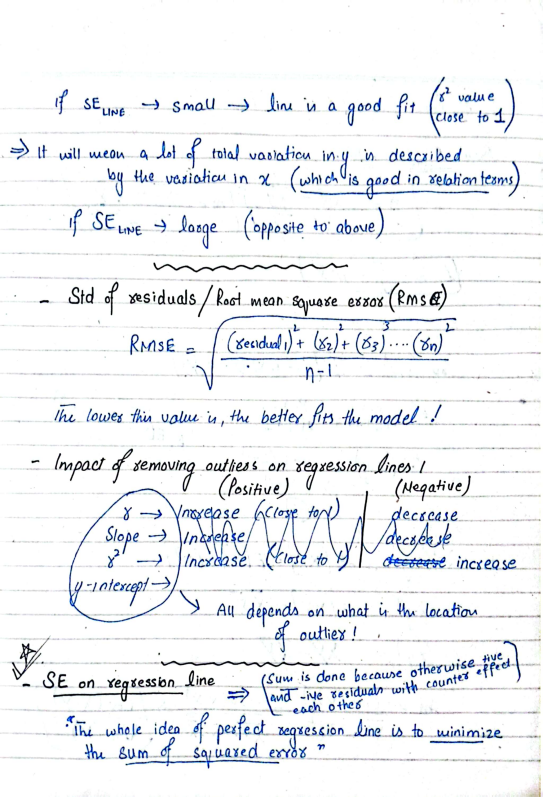 If SE LINE → small → line is a good fit (r² value close to 1)
⇒ It will mean a lot of total variation in y is described
by the variation in x (which is good in relation terms)
if SE LINE → large (opposite to above)
- Std of residuals / Root mean square error (RMSE)
RMSE = √((residual₁)² + (r₂)² + (r₃)³ .... (rn)² / n-1)
The lower this value is, the better fits the model !
- Impact of removing outliers on regression lines !
(Positive) (Negative)
r → Increase (close to 1) decrease
Slope → Increase decrease
r² → Increase (close to 1) decrease increase
y-intercept →
↘ All depends on what is the location
of outlier !
- SE on regression line ⇒ (Sum is done because otherwise +ive
and -ive residuals with counter effect
each other)
"The whole idea of perfect regression line is to minimize
the sum of squared error"